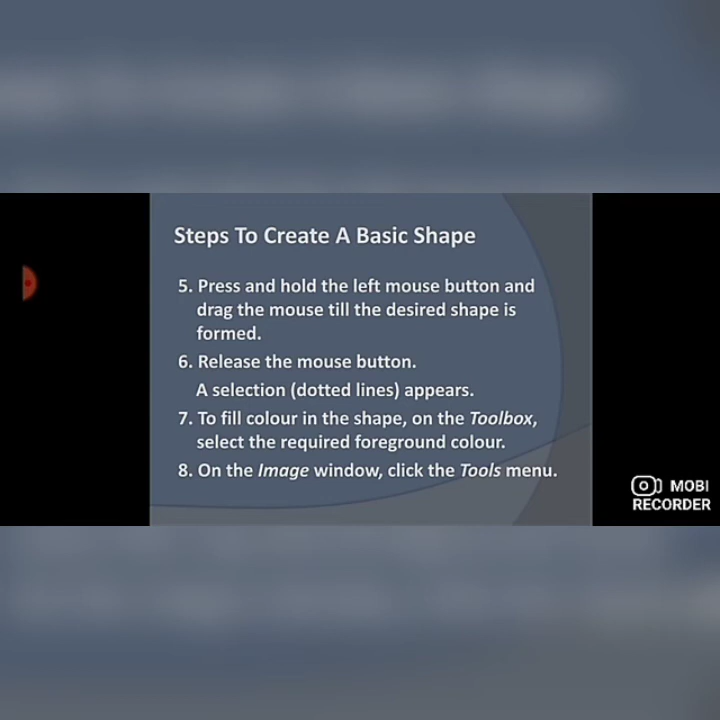 Steps To Create A Basic Shape
5. Press and hold the left mouse button and
drag the mouse till the desired shape is
formed.
6. Release the mouse button.
A selection (dotted lines) appears.
7. To fill colour in the shape, on the Toolbox,
select the required foreground colour.
8. On the Image window, click the Tools menu.
MOBI
RECORDER